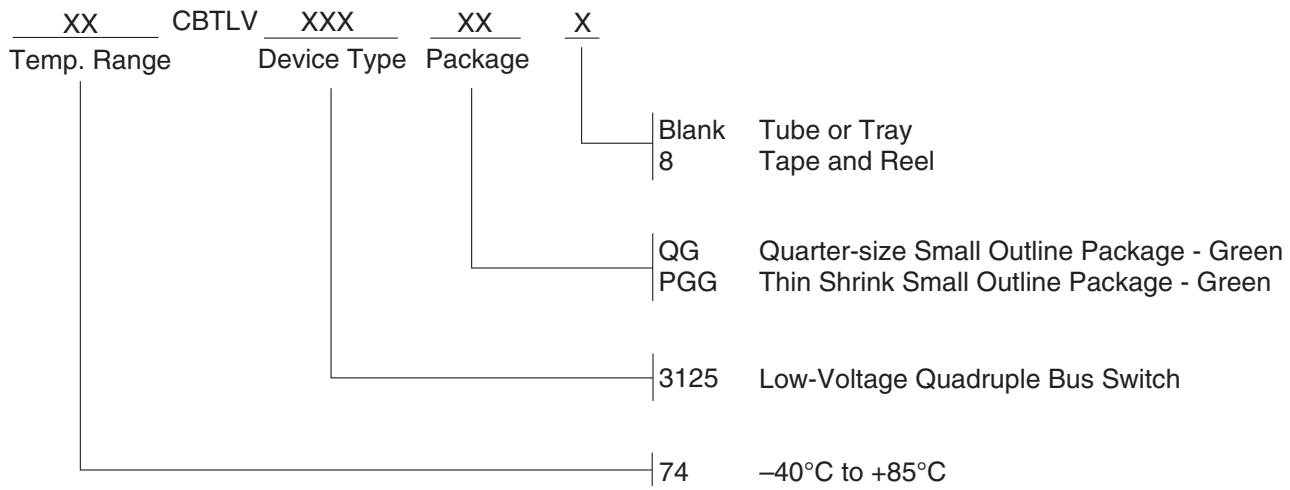 XX CBTLV XXX XX X
Temp. Range Device Type Package
Blank Tube or Tray
8 Tape and Reel
QG Quarter-size Small Outline Package - Green
PGG Thin Shrink Small Outline Package - Green
3125 Low-Voltage Quadruple Bus Switch
74 –40°C to +85°C